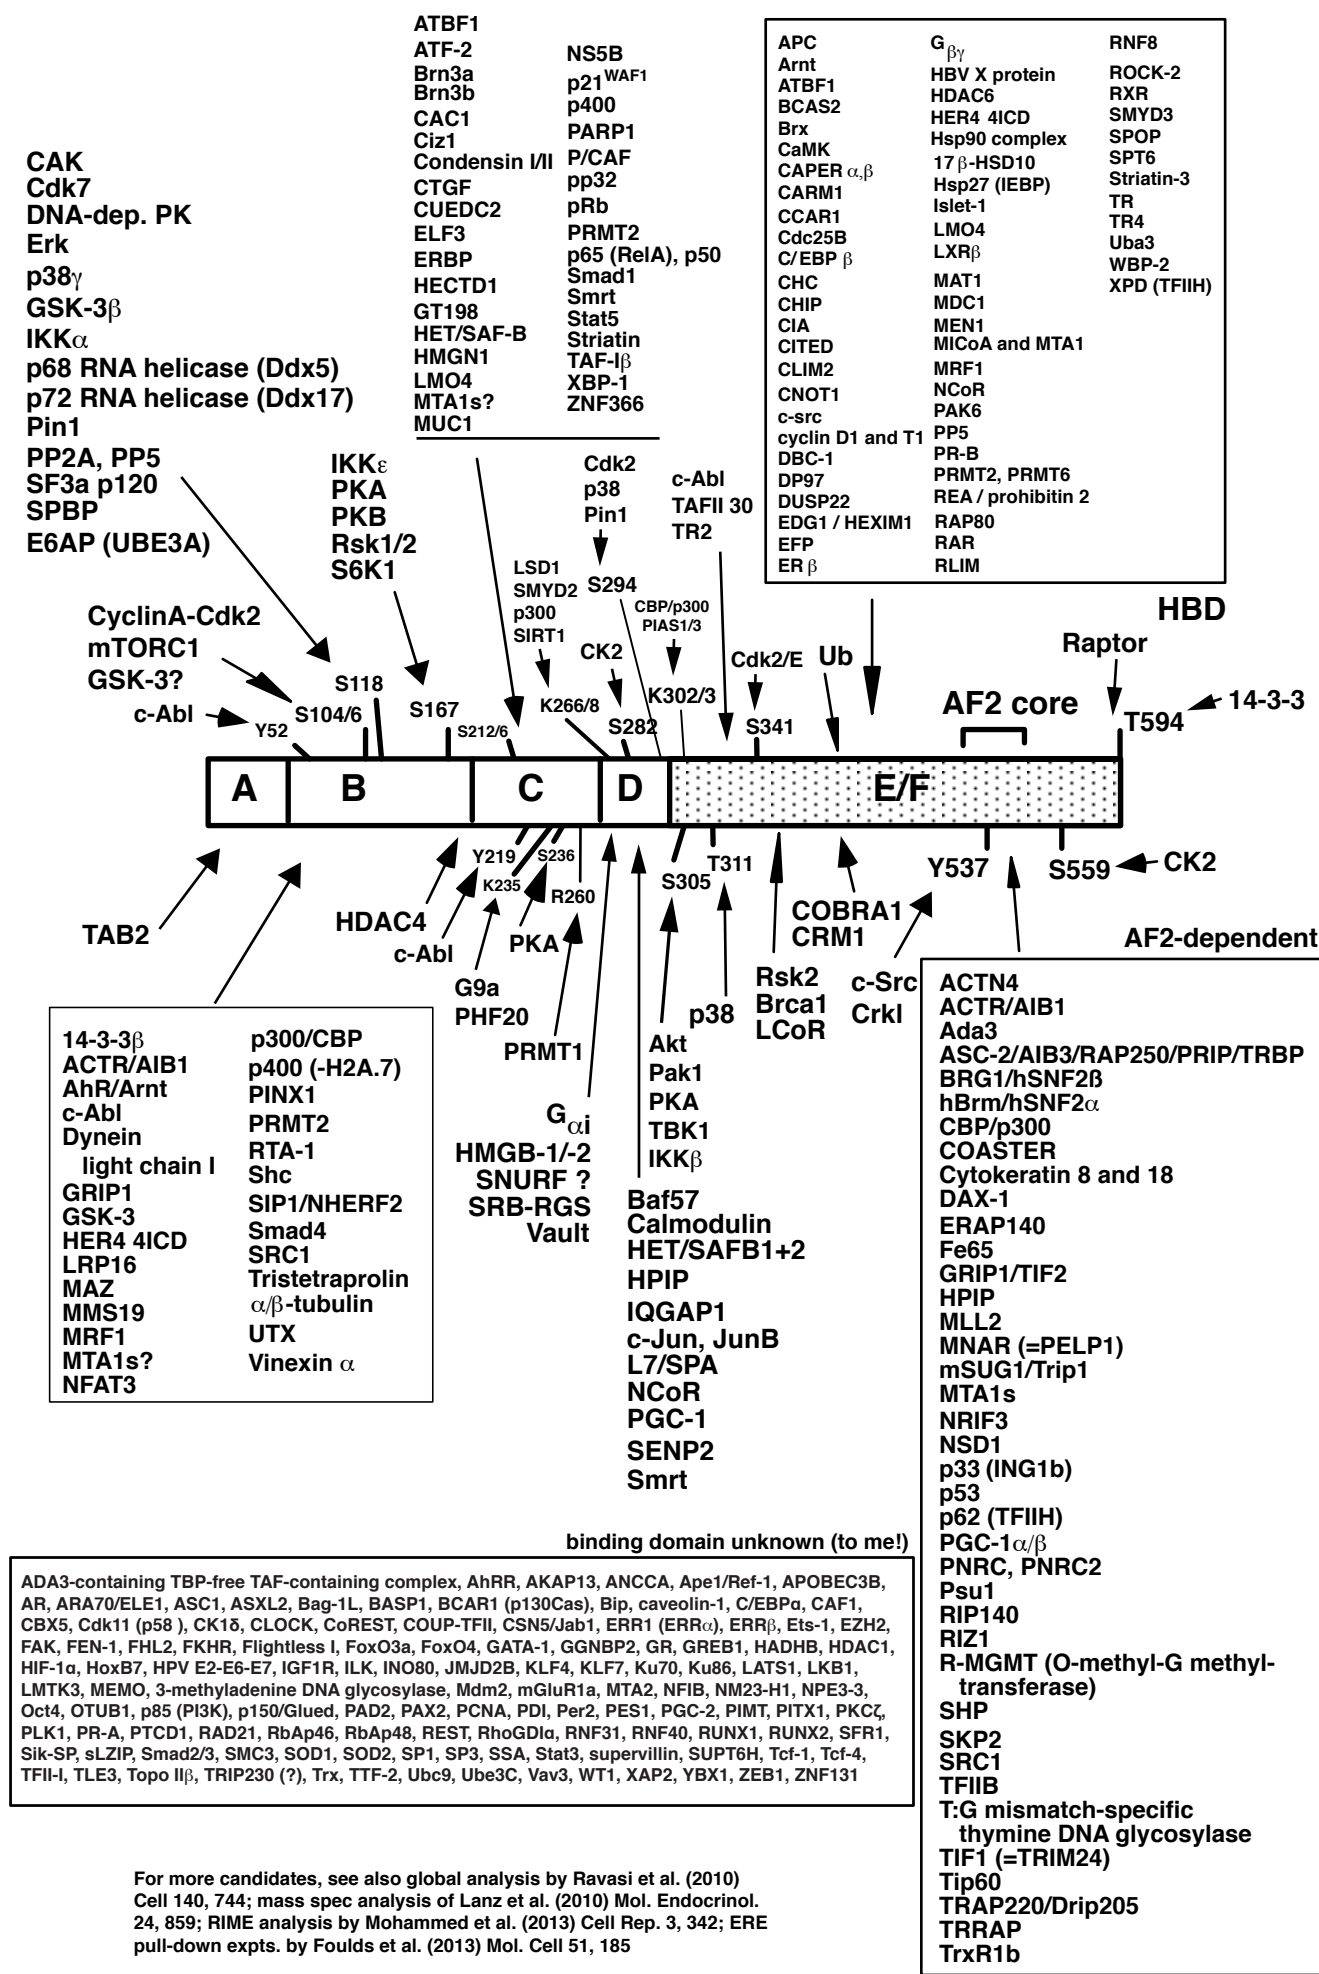 ATBF1
ATF-2
Brn3a
Brn3b
CAC1
Ciz1
Condensin I/II
CTGF
CUEDC2
ELF3
ERBP
HECTD1
GT198
HET/SAF-B
HMGN1
LMO4
MTA1s?
MUC1
NS5B
p21WAF1
p400
PARP1
P/CAF
pp32
pRb
PRMT2
p65 (RelA), p50
Smad1
Smrt
Stat5
Striatin
TAF-Iβ
XBP-1
ZNF366
APC
Arnt
ATBF1
BCAS2
Brx
CaMK
CAPER α,β
CARM1
CCAR1
Cdc25B
C/EBP β
CHC
CHIP
CIA
CITED
CLIM2
CNOT1
c-src
cyclin D1 and T1
DBC-1
DP97
DUSP22
EDG1 / HEXIM1
EFP
ER β
Gβγ
HBV X protein
HDAC6
HER4 4ICD
Hsp90 complex
17β-HSD10
Hsp27 (IEBP)
Islet-1
LMO4
LXRβ
MAT1
MDC1
MEN1
MICoA and MTA1
MRF1
NCoR
PAK6
PP5
PR-B
PRMT2, PRMT6
REA / prohibitin 2
RAP80
RAR
RLIM
RNF8
ROCK-2
RXR
SMYD3
SPOP
SPT6
Striatin-3
TR
TR4
Uba3
WBP-2
XPD (TFIIH)
HBD
CAK
Cdk7
DNA-dep. PK
Erk
p38γ
GSK-3β
IKKα
p68 RNA helicase (Ddx5)
p72 RNA helicase (Ddx17)
Pin1
PP2A, PP5
SF3a p120
SPBP
E6AP (UBE3A)
IKKε
PKA
PKB
Rsk1/2
S6K1
Cdk2
p38
Pin1
c-Abl
TAFII 30
TR2
LSD1
SMYD2
p300
SIRT1
S294
CBP/p300
PIAS1/3
CyclinA-Cdk2
mTORC1
GSK-3?
c-Abl
CK2
Cdk2/E
Ub
Raptor
14-3-3
Y52
S104/6
S118
S167
S212/6
K266/8
S282
K302/3
S341
AF2 core
T594
A
B
C
D
E/F
Y219
K235
S236
R260
S305
T311
Y537
S559
CK2
TAB2
HDAC4
c-Abl
PKA
G9a
PHF20
PRMT1
p38
Rsk2
Brca1
LCoR
COBRA1
CRM1
c-Src
Crkl
Akt
Pak1
PKA
TBK1
IKKβ
Gαi
HMGB-1/-2
SNURF ?
SRB-RGS
Vault
Baf57
Calmodulin
HET/SAFB1+2
HPIP
IQGAP1
c-Jun, JunB
L7/SPA
NCoR
PGC-1
SENP2
Smrt
14-3-3β
ACTR/AIB1
AhR/Arnt
c-Abl
Dynein
light chain I
GRIP1
GSK-3
HER4 4ICD
LRP16
MAZ
MMS19
MRF1
MTA1s?
NFAT3
p300/CBP
p400 (-H2A.7)
PINX1
PRMT2
RTA-1
Shc
SIP1/NHERF2
Smad4
SRC1
Tristetraprolin
α/β-tubulin
UTX
Vinexin α
AF2-dependent
ACTN4
ACTR/AIB1
Ada3
ASC-2/AIB3/RAP250/PRIP/TRBP
BRG1/hSNF2ß
hBrm/hSNF2α
CBP/p300
COASTER
Cytokeratin 8 and 18
DAX-1
ERAP140
Fe65
GRIP1/TIF2
HPIP
MLL2
MNAR (=PELP1)
mSUG1/Trip1
MTA1s
NRIF3
NSD1
p33 (ING1b)
p53
p62 (TFIIH)
PGC-1α/β
PNRC, PNRC2
Psu1
RIP140
RIZ1
R-MGMT (O-methyl-G methyl-
transferase)
SHP
SKP2
SRC1
TFIIB
T:G mismatch-specific
thymine DNA glycosylase
TIF1 (=TRIM24)
Tip60
TRAP220/Drip205
TRRAP
TrxR1b
binding domain unknown (to me!)
ADA3-containing TBP-free TAF-containing complex, AhRR, AKAP13, ANCCA, Ape1/Ref-1, APOBEC3B,
AR, ARA70/ELE1, ASC1, ASXL2, Bag-1L, BASP1, BCAR1 (p130Cas), Bip, caveolin-1, C/EBPα, CAF1,
CBX5, Cdk11 (p58 ), CK1δ, CLOCK, CoREST, COUP-TFII, CSN5/Jab1, ERR1 (ERRα), ERRβ, Ets-1, EZH2,
FAK, FEN-1, FHL2, FKHR, Flightless I, FoxO3a, FoxO4, GATA-1, GGNBP2, GR, GREB1, HADHB, HDAC1,
HIF-1α, HoxB7, HPV E2-E6-E7, IGF1R, ILK, INO80, JMJD2B, KLF4, KLF7, Ku70, Ku86, LATS1, LKB1,
LMTK3, MEMO, 3-methyladenine DNA glycosylase, Mdm2, mGluR1a, MTA2, NFIB, NM23-H1, NPE3-3,
Oct4, OTUB1, p85 (PI3K), p150/Glued, PAD2, PAX2, PCNA, PDI, Per2, PES1, PGC-2, PIMT, PITX1, PKCζ,
PLK1, PR-A, PTCD1, RAD21, RbAp46, RbAp48, REST, RhoGDIα, RNF31, RNF40, RUNX1, RUNX2, SFR1,
Sik-SP, sLZIP, Smad2/3, SMC3, SOD1, SOD2, SP1, SP3, SSA, Stat3, supervillin, SUPT6H, Tcf-1, Tcf-4,
TFII-I, TLE3, Topo IIβ, TRIP230 (?), Trx, TTF-2, Ubc9, Ube3C, Vav3, WT1, XAP2, YBX1, ZEB1, ZNF131
For more candidates, see also global analysis by Ravasi et al. (2010)
Cell 140, 744; mass spec analysis of Lanz et al. (2010) Mol. Endocrinol.
24, 859; RIME analysis by Mohammed et al. (2013) Cell Rep. 3, 342; ERE
pull-down expts. by Foulds et al. (2013) Mol. Cell 51, 185